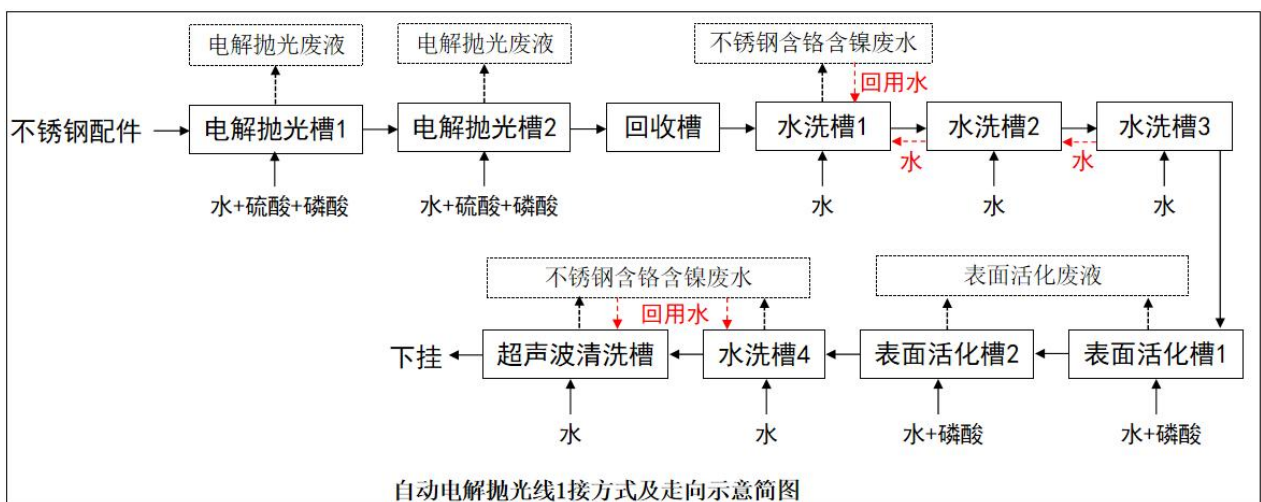 电解抛光废液
电解抛光废液
不锈钢含铬含镍废水
回用水
不锈钢配件
电解抛光槽1
电解抛光槽2
回收槽
水洗槽1
水洗槽2
水洗槽3
水
水
水+硫酸+磷酸
水+硫酸+磷酸
水
水
水
不锈钢含铬含镍废水
表面活化废液
回用水
下挂
超声波清洗槽
水洗槽4
表面活化槽2
表面活化槽1
水
水
水+磷酸
水+磷酸
自动电解抛光线1接方式及走向示意简图